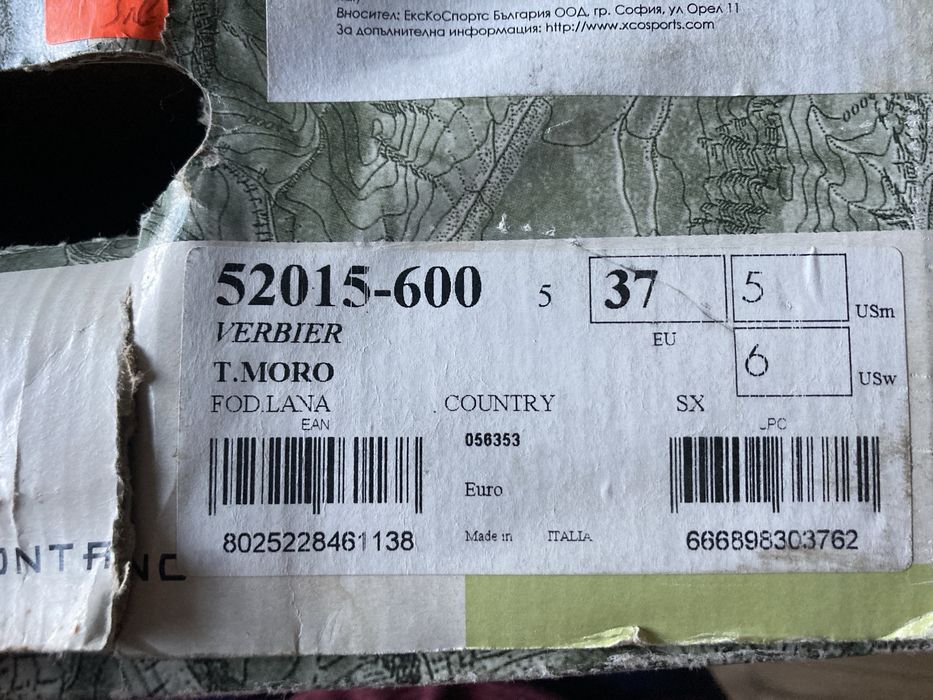 Вносител: ЕксКоСпортс България ООД, гр. София, ул Орел 11
За допълнителна информация: http://www.xcosports.com
52015-600 5 37 5 USm
VERBIER EU
6 USw
T.MORO
FOD.LANA COUNTRY SX
EAN
056353
Euro
8025228461138 Made in ITALIA 666898303762